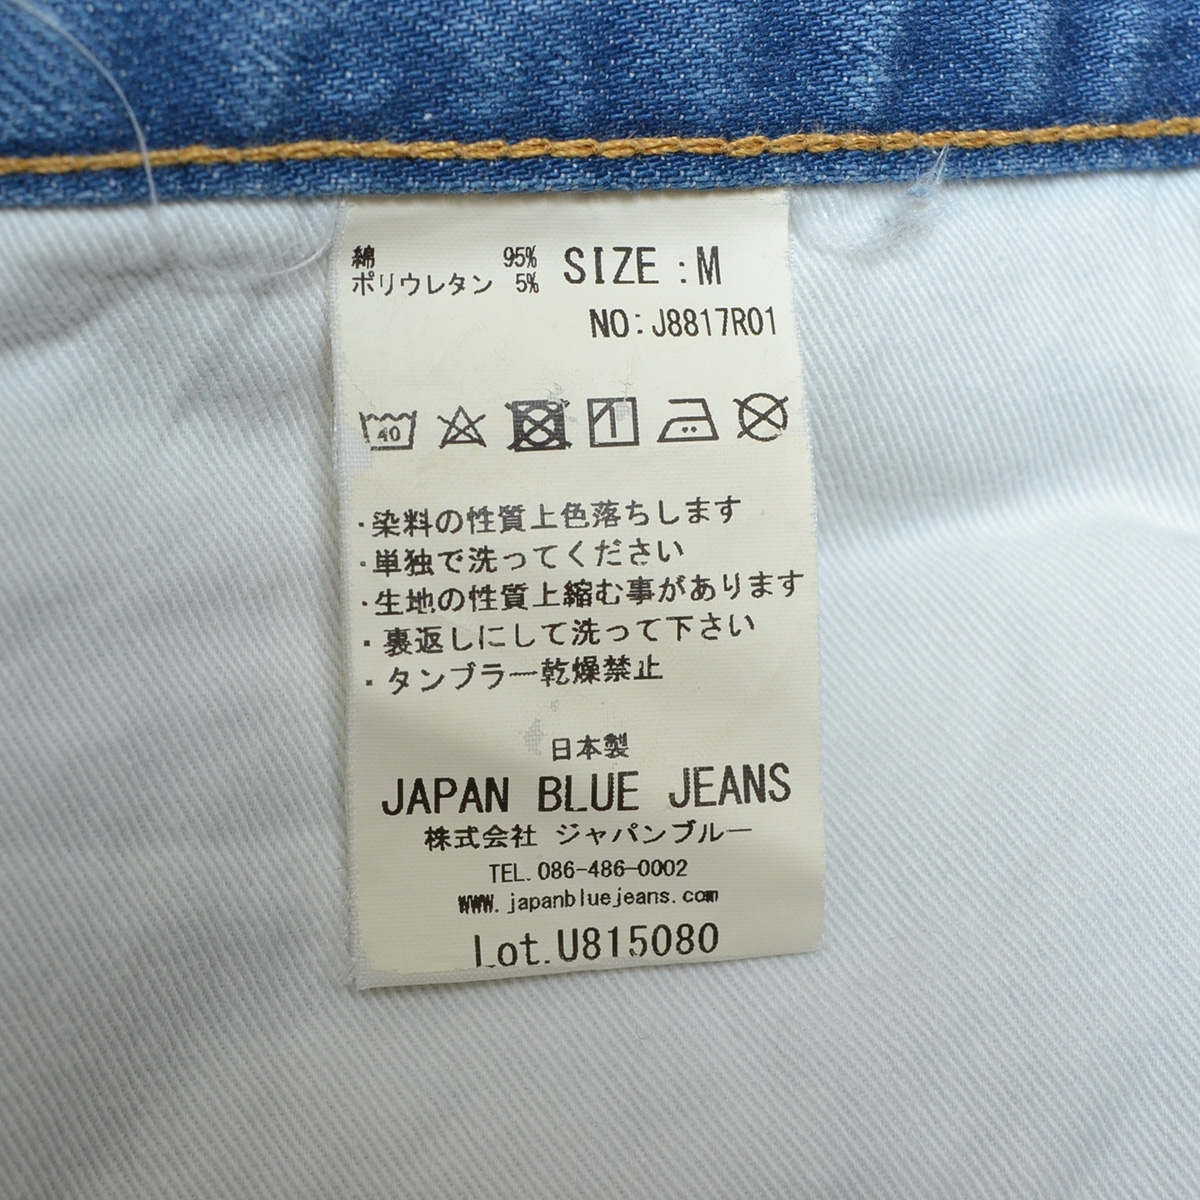 綿 95%
ポリウレタン 5%
SIZE : M
NO: J8817R01
40
・染料の性質上色落ちします
・単独で洗ってください
・生地の性質上縮む事があります
・裏返しにして洗って下さい
・タンブラー乾燥禁止
日本製
JAPAN BLUE JEANS
株式会社 ジャパンブルー
TEL. 086-486-0002
www.japanbluejeans.com
Lot.U815080